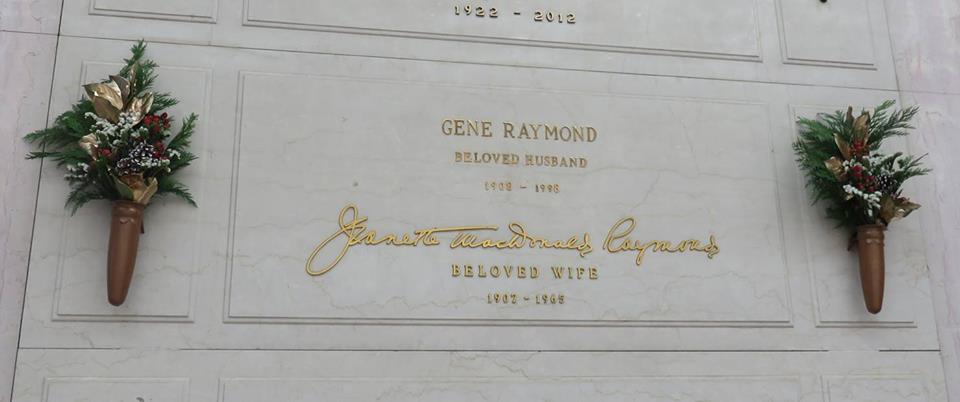 1922 - 2012
GENE RAYMOND
BELOVED HUSBAND
1908 - 1998
Jeanette MacDonald Raymond
BELOVED WIFE
1907 - 1965